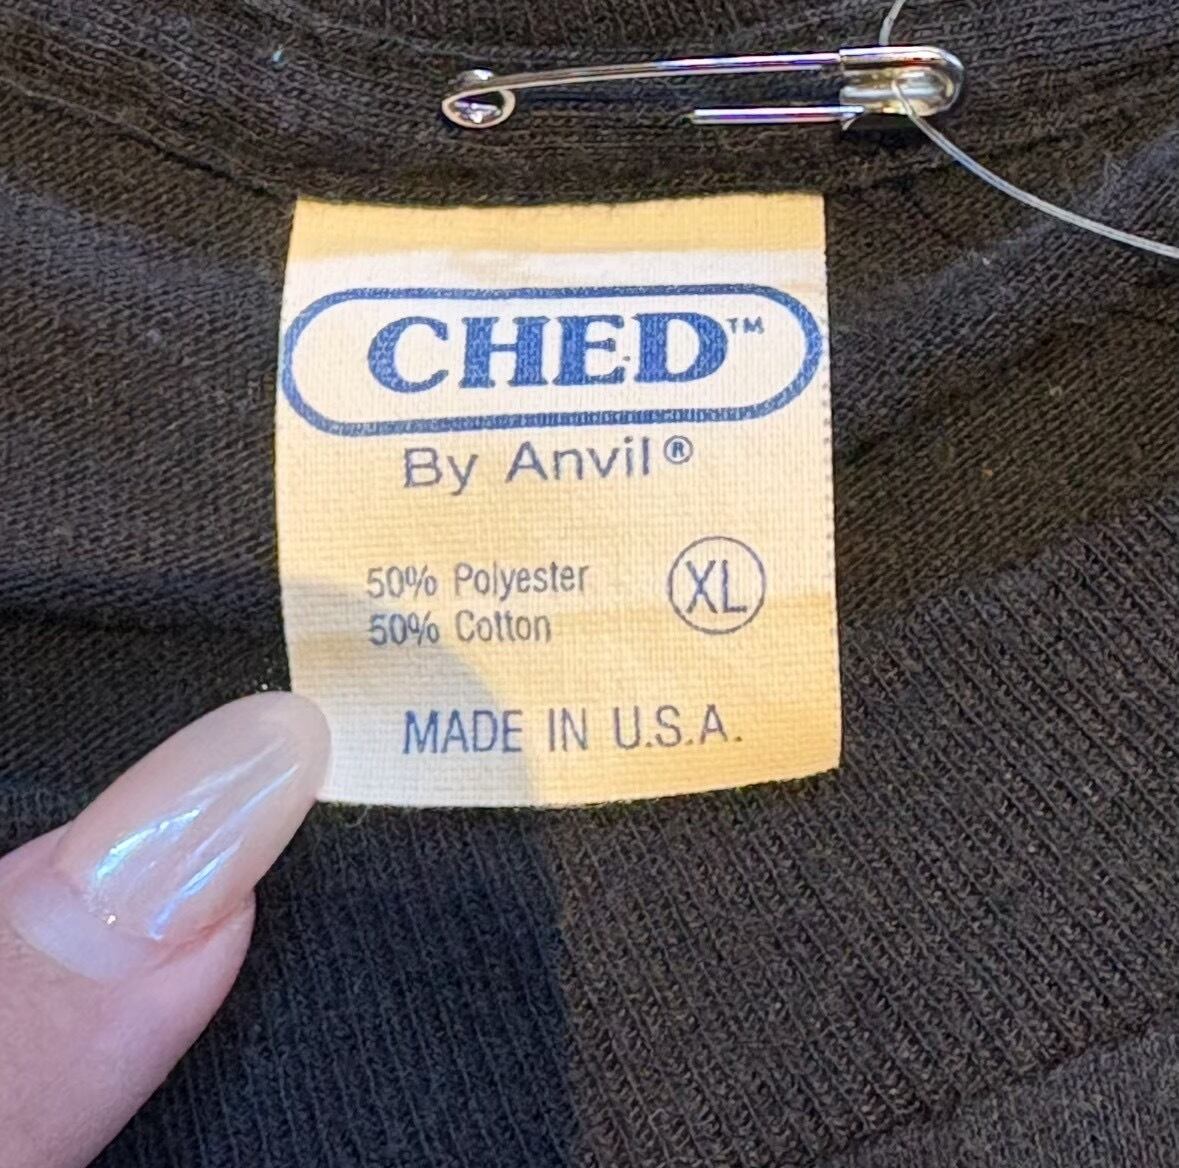 CHED™
By Anvil®
50% Polyester
50% Cotton
XL
MADE IN U.S.A.